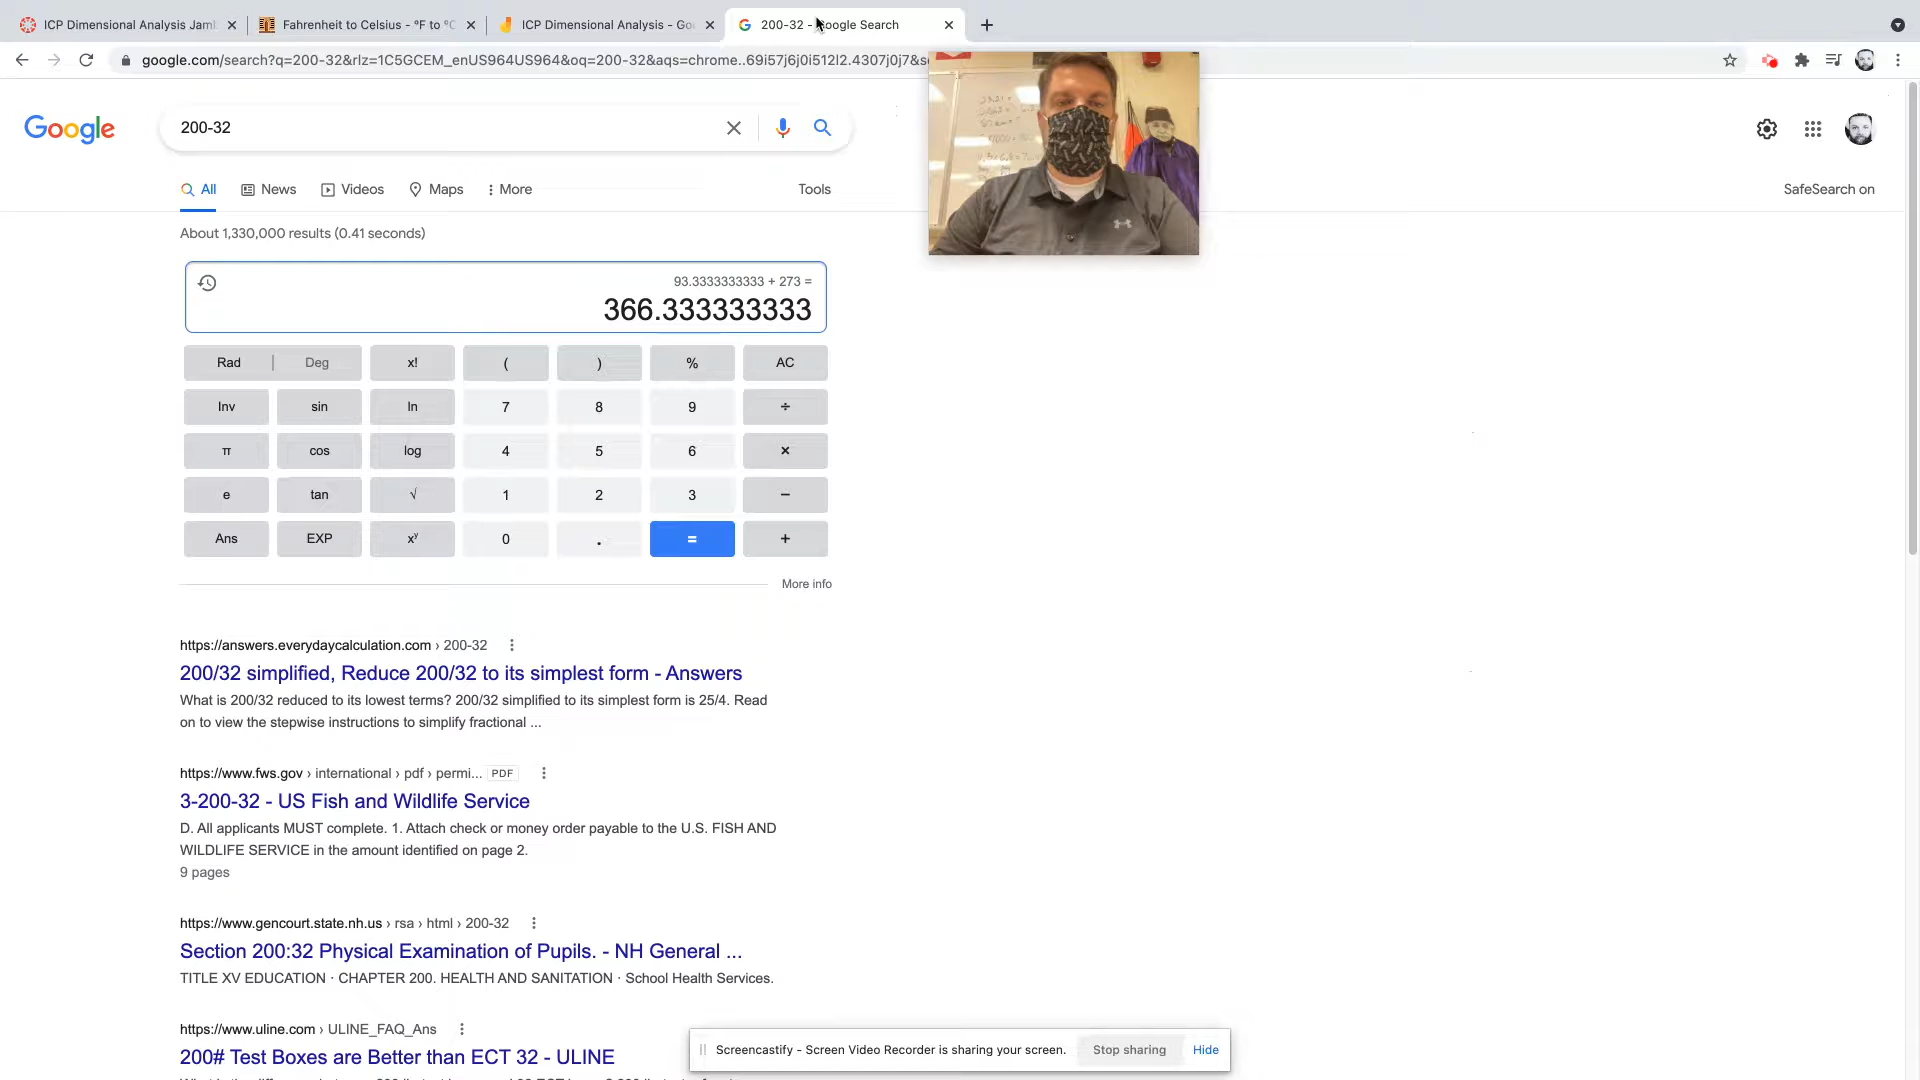 ICP Dimensional Analysis Jam
Fahrenheit to Celsius - ºF to ºC
ICP Dimensional Analysis - Goo
200-32 - Google Search
google.com/search?q=200-32&rlz=1C5GCEM_enUS964US964&oq=200-32&aqs=chrome..69i57j6j0i512l2.4307j0j7&s
Google
200-32
All
News
Videos
Maps
More
Tools
SafeSearch on
About 1,330,000 results (0.41 seconds)
93.3333333333 + 273 =
366.333333333
Rad | Deg x! ( ) % AC
Inv sin ln 7 8 9 ÷
π cos log 4 5 6 ×
e tan √ 1 2 3 −
Ans EXP xʸ 0 . = +
More info
https://answers.everydaycalculation.com › 200-32
200/32 simplified, Reduce 200/32 to its simplest form - Answers
What is 200/32 reduced to its lowest terms? 200/32 simplified to its simplest form is 25/4. Read
on to view the stepwise instructions to simplify fractional ...
https://www.fws.gov › international › pdf › permi... PDF
3-200-32 - US Fish and Wildlife Service
D. All applicants MUST complete. 1. Attach check or money order payable to the U.S. FISH AND
WILDLIFE SERVICE in the amount identified on page 2.
9 pages
https://www.gencourt.state.nh.us › rsa › html › 200-32
Section 200:32 Physical Examination of Pupils. - NH General ...
TITLE XV EDUCATION · CHAPTER 200. HEALTH AND SANITATION · School Health Services.
https://www.uline.com › ULINE_FAQ_Ans
200# Test Boxes are Better than ECT 32 - ULINE
Screencastify - Screen Video Recorder is sharing your screen.
Stop sharing
Hide